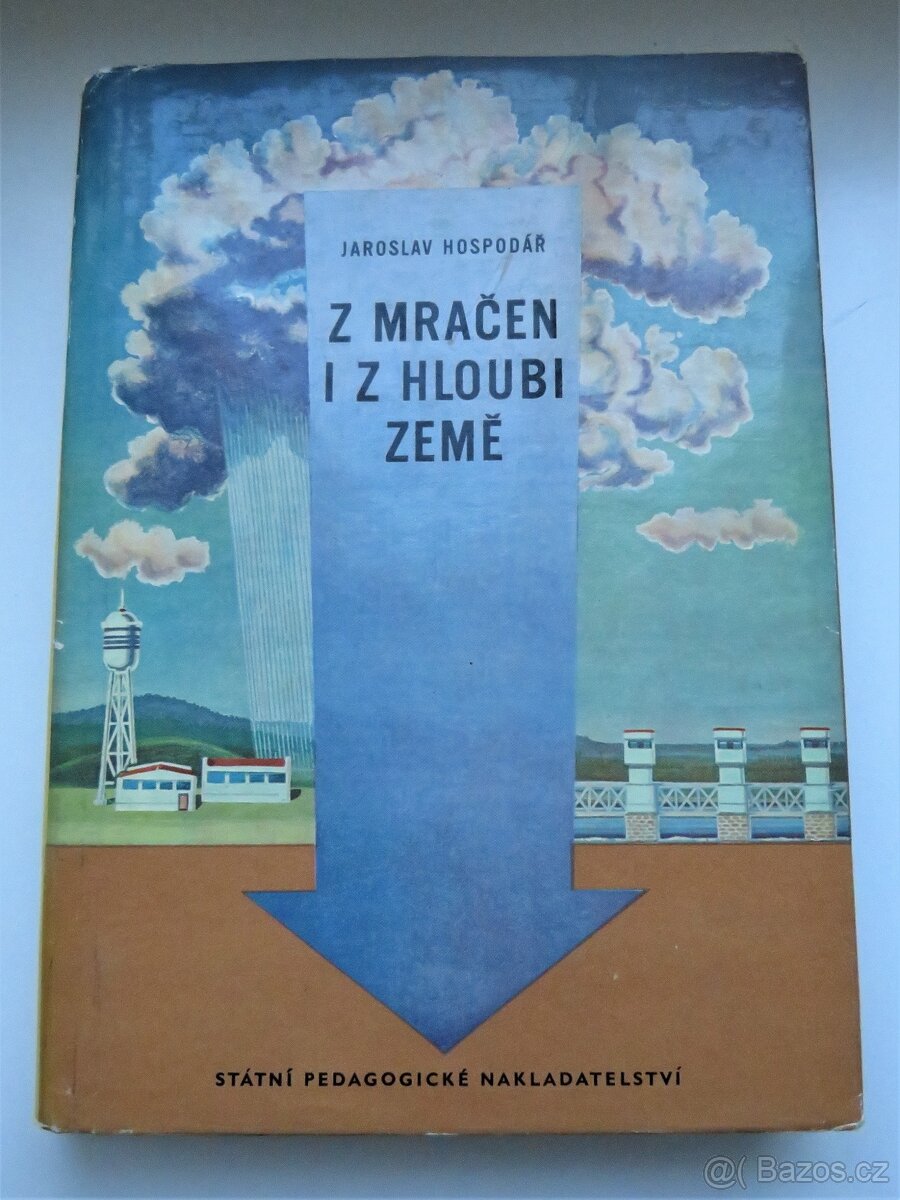 JAROSLAV HOSPODÁŘ
Z MRAČEN
I Z HLOUBI
ZEMĚ
STÁTNÍ PEDAGOGICKÉ NAKLADATELSTVÍ
@( Bazos.cz